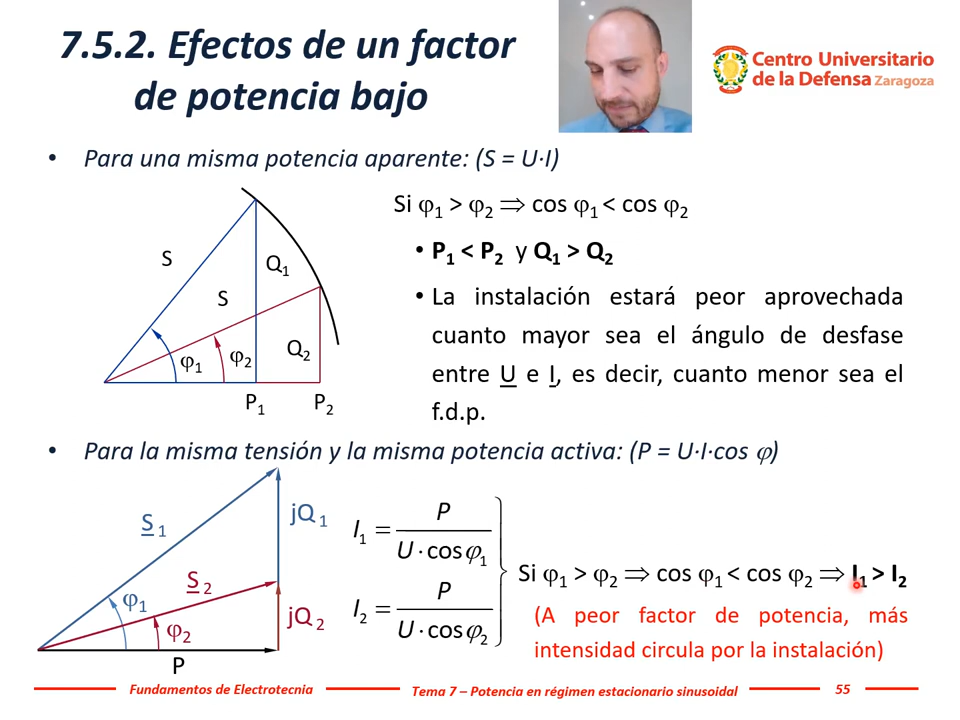 7.5.2. Efectos de un factor
de potencia bajo
Centro Universitario
de la Defensa Zaragoza
• Para una misma potencia aparente: (S = U·I)
S
Q1
S
φ1
φ2
Q2
P1
P2
Si φ1 > φ2 ⇒ cos φ1 < cos φ2
• P1 < P2 y Q1 > Q2
• La instalación estará peor aprovechada
cuanto mayor sea el ángulo de desfase
entre U e I, es decir, cuanto menor sea el
f.d.p.
• Para la misma tensión y la misma potencia activa: (P = U·I·cos φ)
S 1
jQ 1
S 2
φ1
jQ 2
φ2
P
I1 = P / U · cosφ1
I2 = P / U · cosφ2
Si φ1 > φ2 ⇒ cos φ1 < cos φ2 ⇒ I1 > I2
(A peor factor de potencia, más
intensidad circula por la instalación)
Fundamentos de Electrotecnia
Tema 7 – Potencia en régimen estacionario sinusoidal
55